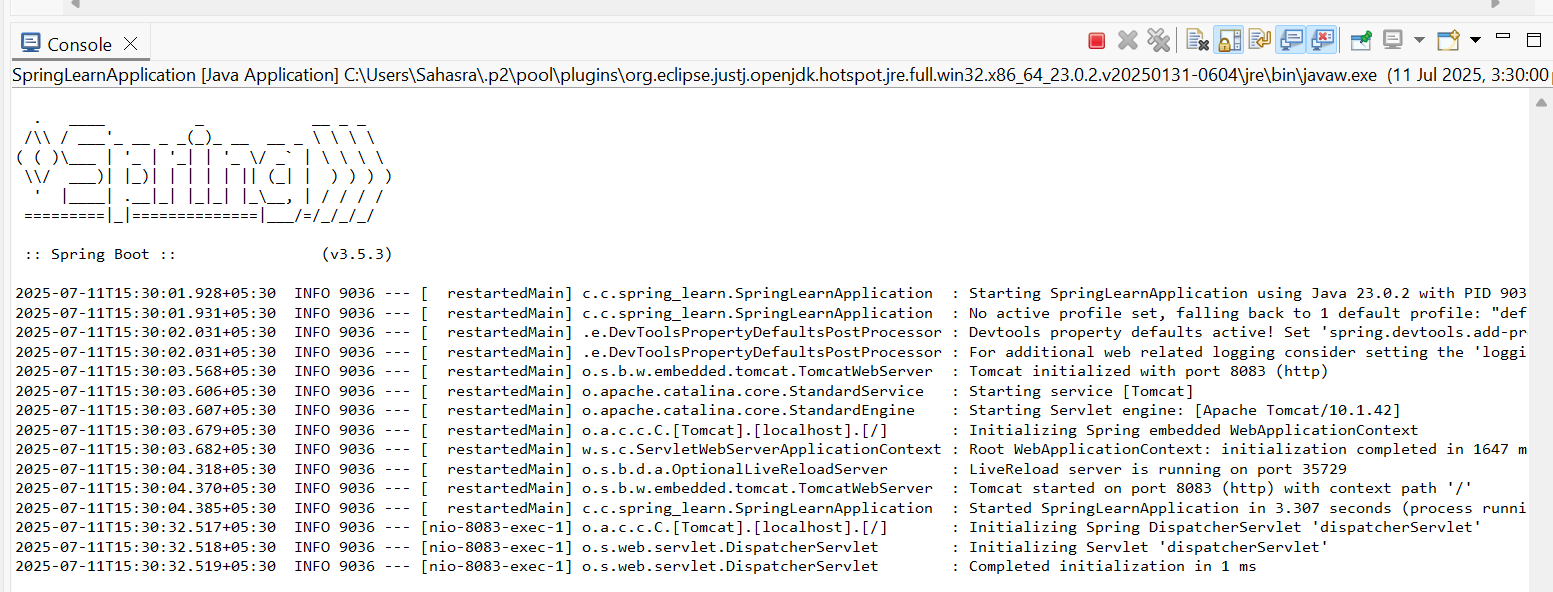 Console
SpringLearnApplication [Java Application] C:\Users\Sahasra\.p2\pool\plugins\org.eclipse.justj.openjdk.hotspot.jre.full.win32.x86_64_23.0.2.v20250131-0604\jre\bin\javaw.exe (11 Jul 2025, 3:30:00
Spring
:: Spring Boot :: (v3.5.3)
2025-07-11T15:30:01.928+05:30 INFO 9036 --- [ restartedMain] c.c.spring_learn.SpringLearnApplication : Starting SpringLearnApplication using Java 23.0.2 with PID 903
2025-07-11T15:30:01.931+05:30 INFO 9036 --- [ restartedMain] c.c.spring_learn.SpringLearnApplication : No active profile set, falling back to 1 default profile: "def
2025-07-11T15:30:02.031+05:30 INFO 9036 --- [ restartedMain] .e.DevToolsPropertyDefaultsPostProcessor : Devtools property defaults active! Set 'spring.devtools.add-pr
2025-07-11T15:30:02.031+05:30 INFO 9036 --- [ restartedMain] .e.DevToolsPropertyDefaultsPostProcessor : For additional web related logging consider setting the 'loggi
2025-07-11T15:30:03.568+05:30 INFO 9036 --- [ restartedMain] o.s.b.w.embedded.tomcat.TomcatWebServer : Tomcat initialized with port 8083 (http)
2025-07-11T15:30:03.606+05:30 INFO 9036 --- [ restartedMain] o.apache.catalina.core.StandardService : Starting service [Tomcat]
2025-07-11T15:30:03.607+05:30 INFO 9036 --- [ restartedMain] o.apache.catalina.core.StandardEngine : Starting Servlet engine: [Apache Tomcat/10.1.42]
2025-07-11T15:30:03.679+05:30 INFO 9036 --- [ restartedMain] o.a.c.c.C.[Tomcat].[localhost].[/] : Initializing Spring embedded WebApplicationContext
2025-07-11T15:30:03.682+05:30 INFO 9036 --- [ restartedMain] w.s.c.ServletWebServerApplicationContext : Root WebApplicationContext: initialization completed in 1647 m
2025-07-11T15:30:04.318+05:30 INFO 9036 --- [ restartedMain] o.s.b.d.a.OptionalLiveReloadServer : LiveReload server is running on port 35729
2025-07-11T15:30:04.370+05:30 INFO 9036 --- [ restartedMain] o.s.b.w.embedded.tomcat.TomcatWebServer : Tomcat started on port 8083 (http) with context path '/'
2025-07-11T15:30:04.385+05:30 INFO 9036 --- [ restartedMain] c.c.spring_learn.SpringLearnApplication : Started SpringLearnApplication in 3.307 seconds (process runni
2025-07-11T15:30:32.517+05:30 INFO 9036 --- [nio-8083-exec-1] o.a.c.c.C.[Tomcat].[localhost].[/] : Initializing Spring DispatcherServlet 'dispatcherServlet'
2025-07-11T15:30:32.518+05:30 INFO 9036 --- [nio-8083-exec-1] o.s.web.servlet.DispatcherServlet : Initializing Servlet 'dispatcherServlet'
2025-07-11T15:30:32.519+05:30 INFO 9036 --- [nio-8083-exec-1] o.s.web.servlet.DispatcherServlet : Completed initialization in 1 ms